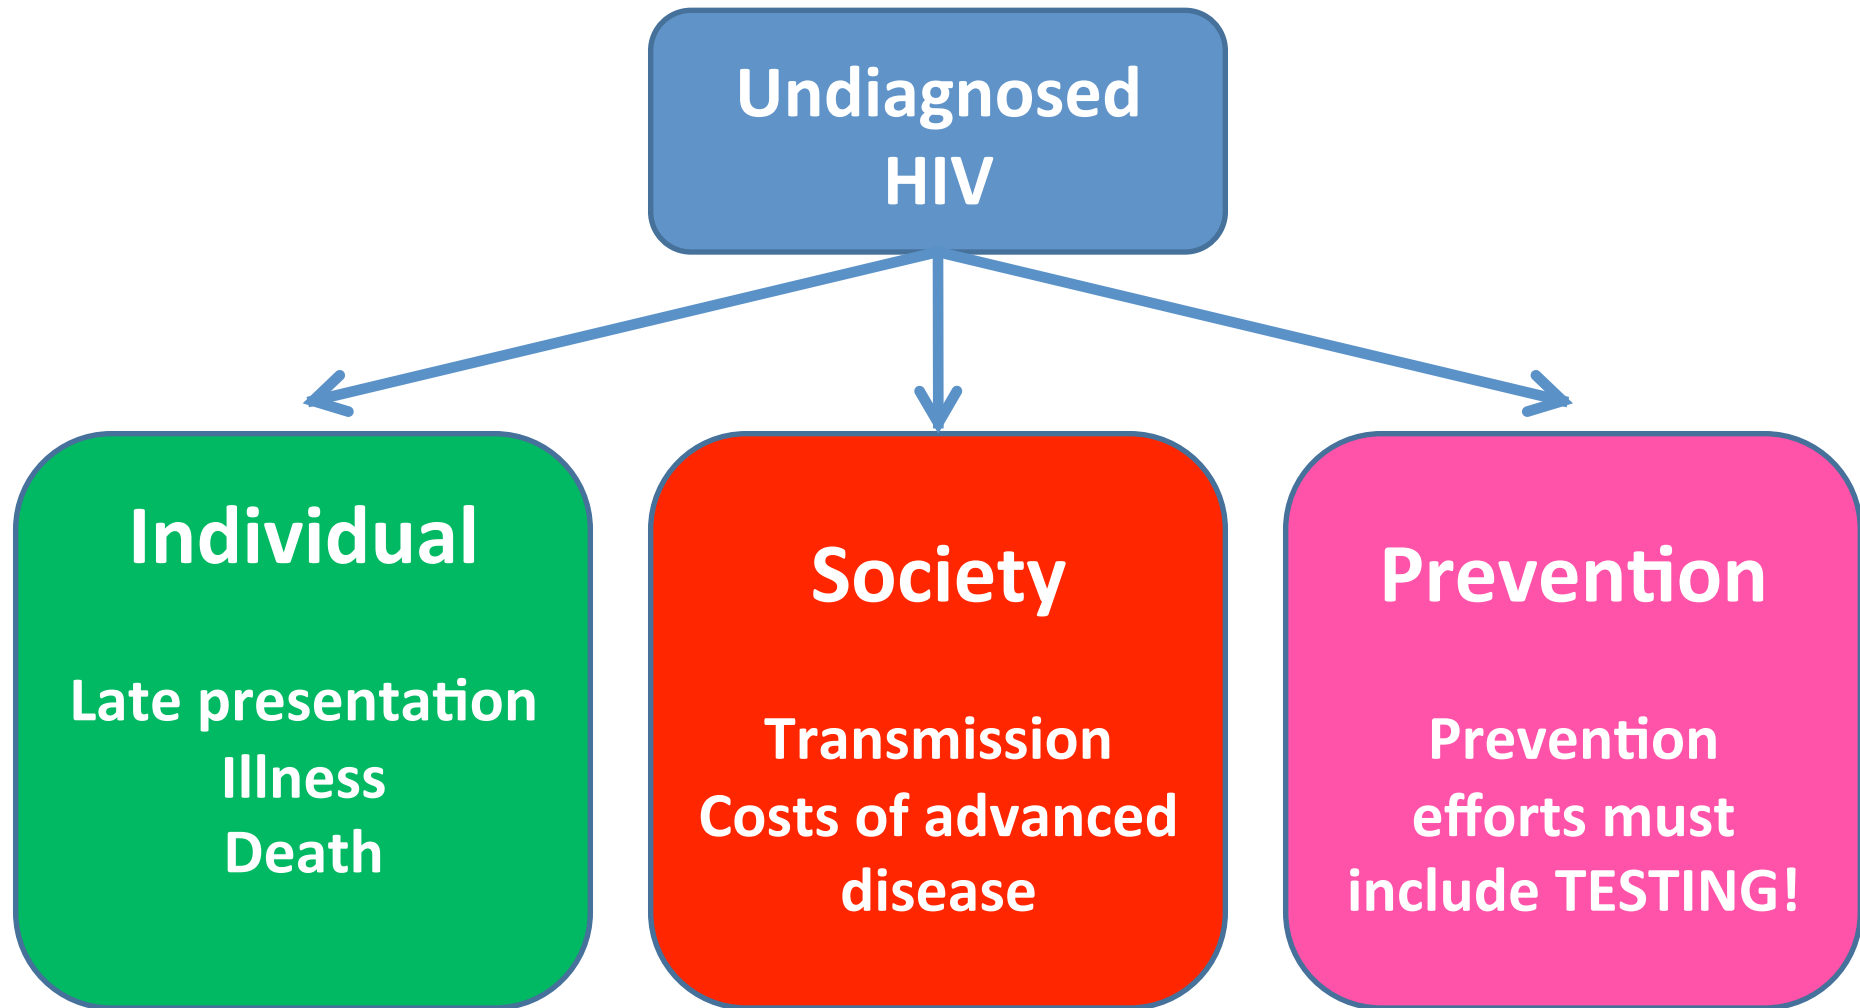 Undiagnosed
HIV
Individual
Late presentation
Illness
Death
Society
Transmission
Costs of advanced
disease
Prevention
Prevention
efforts must
include TESTING!